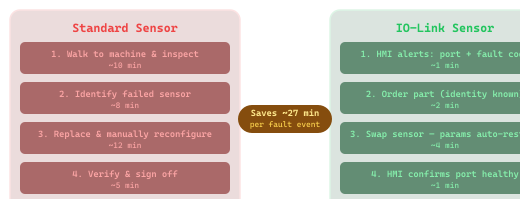 Standard Sensor
1. Walk to machine & inspect
~10 min
2. Identify failed sensor
~8 min
3. Replace & manually reconfigure
~12 min
4. Verify & sign off
~5 min
Saves ~27 min
per fault event
IO-Link Sensor
1. HMI alerts: port + fault co
~1 min
2. Order part (identity known
~2 min
3. Swap sensor — params auto-res
~4 min
4. HMI confirms port healthy
~1 min